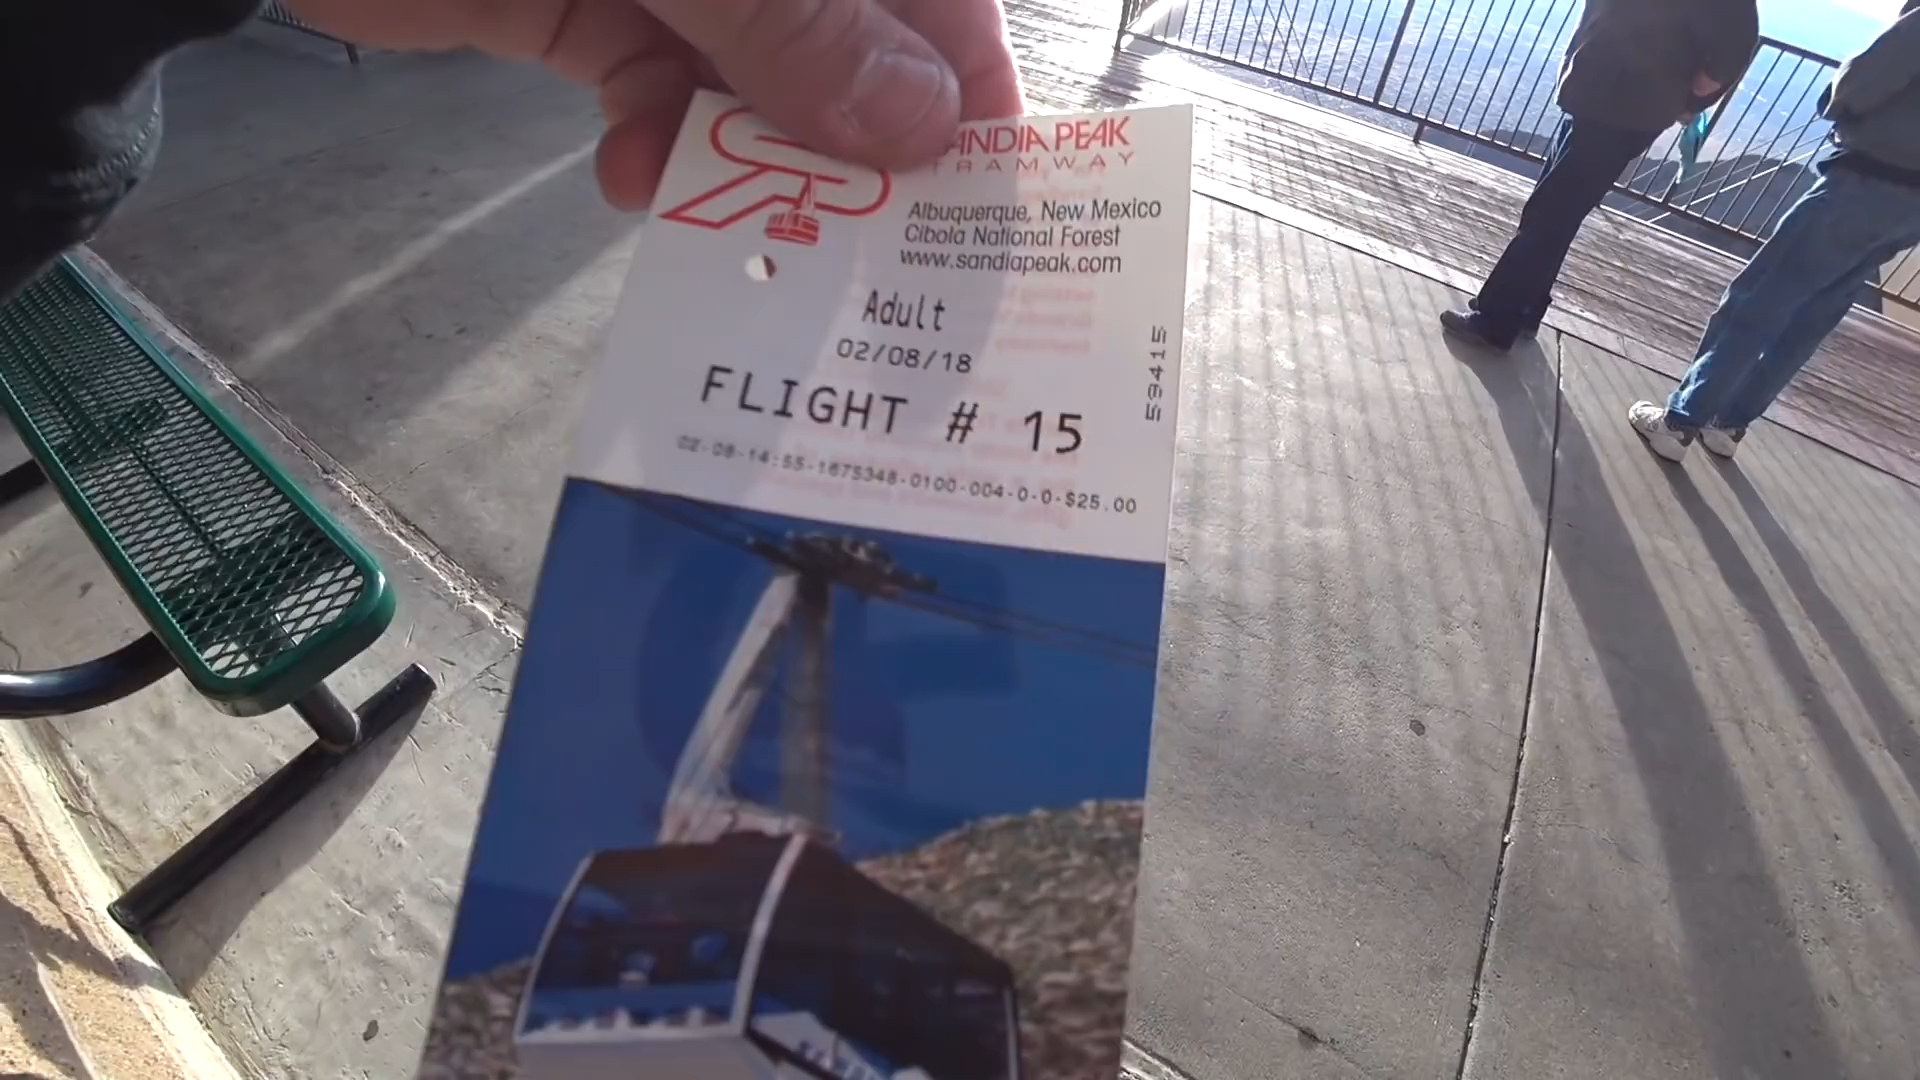 SANDIA PEAK
TRAMWAY
Albuquerque, New Mexico
Cibola National Forest
www.sandiapeak.com
Adult
02/08/18
FLIGHT # 15
02-08-14:55-1675348-0100-004-0-0-$25.00
59415